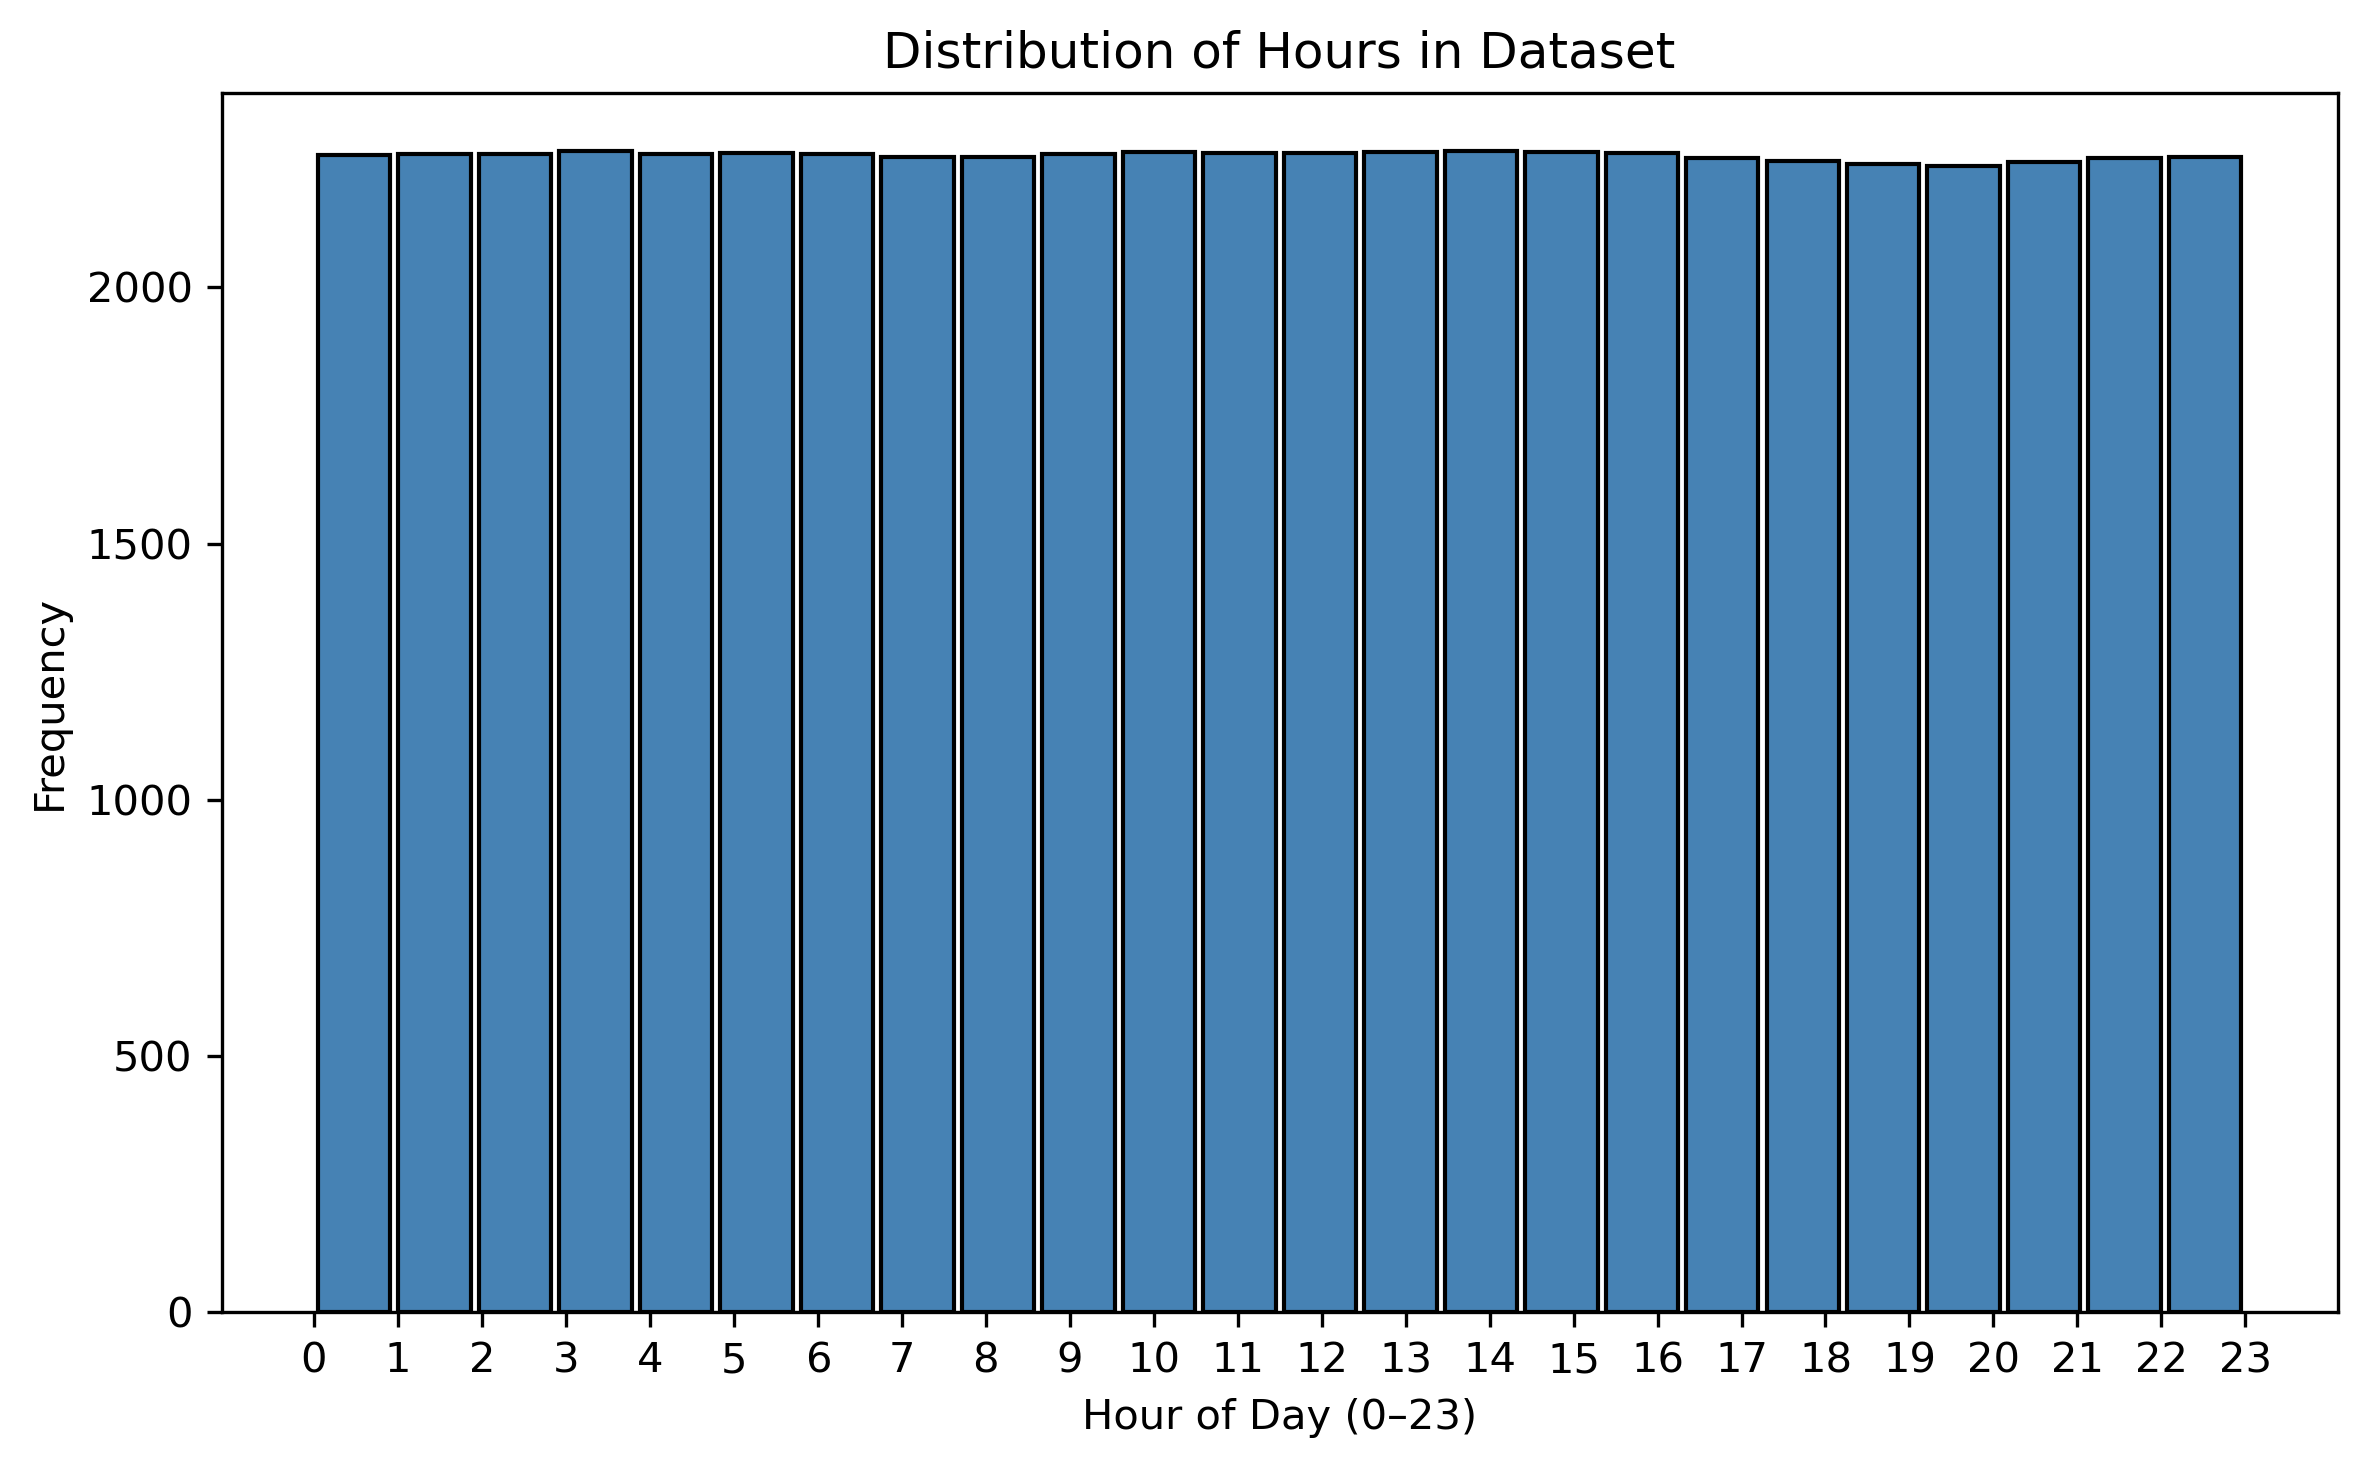 Distribution of Hours in Dataset
Frequency
2000
1500
1000
500
0
0 1 2 3 4 5 6 7 8 9 10 11 12 13 14 15 16 17 18 19 20 21 22 23
Hour of Day (0–23)